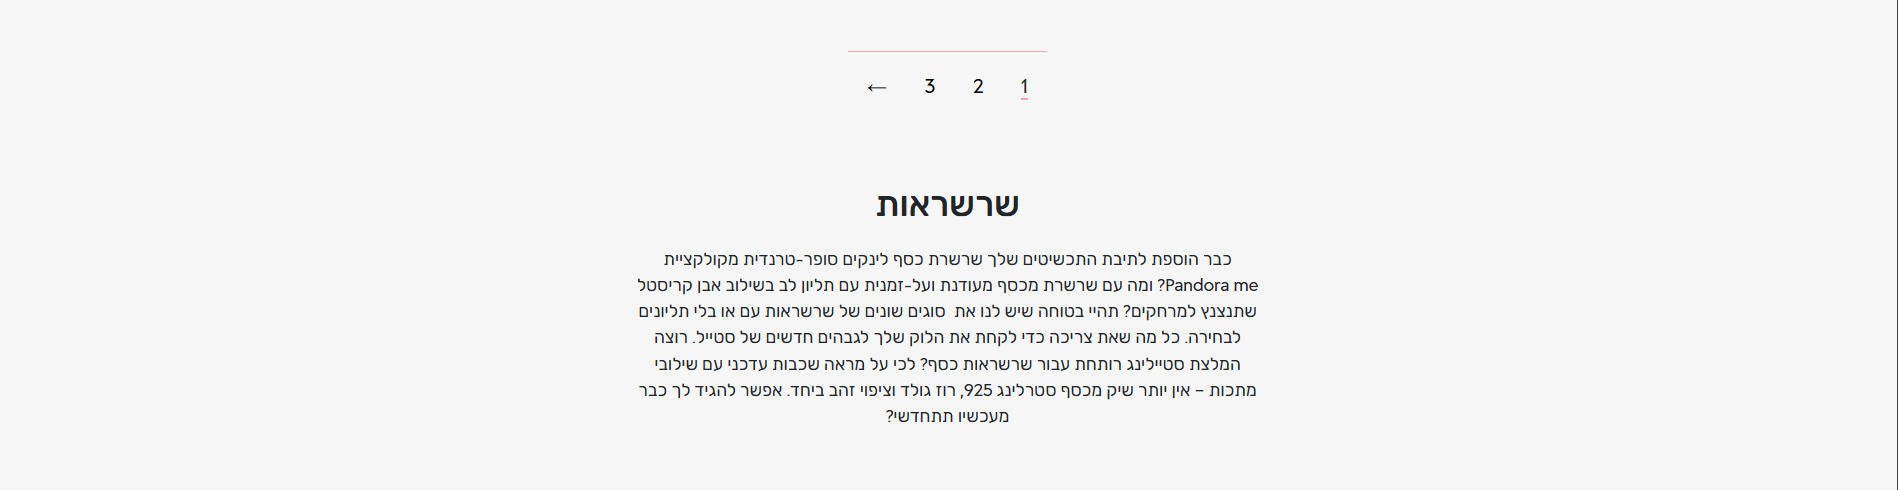 1 2 3 ←
שרשראות
כבר הוספת לתיבת התכשיטים שלך שרשרת כסף לינקים סופר-טרנדית מקולקציית
Pandora me? ומה עם שרשרת מכסף מעודנת ועל-זמנית עם תליון לב בשילוב אבן קריסטל
שתנצנץ למרחקים? תהיי בטוחה שיש לנו את  סוגים שונים של שרשראות עם או בלי תליונים
לבחירה. כל מה שאת צריכה כדי לקחת את הלוק שלך לגבהים חדשים של סטייל. רוצה
המלצת סטיילינג רותחת עבור שרשראות כסף? לכי על מראה שכבות עדכני עם שילובי
מתכות – אין יותר שיק מכסף סטרלינג 925, רוז גולד וציפוי זהב ביחד. אפשר להגיד לך כבר
מעכשיו תתחדשי?